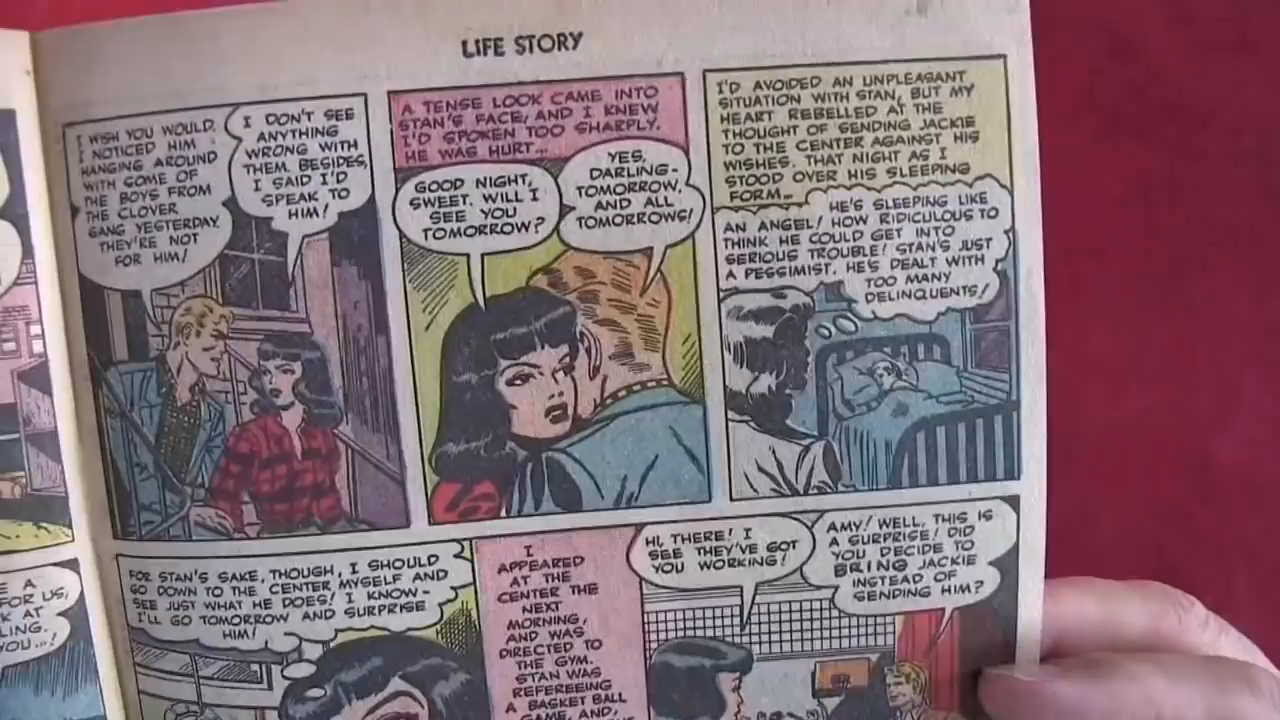 LIFE STORY
I WISH YOU WOULD.
I NOTICED HIM
HANGING AROUND
WITH SOME OF
THE BOYS FROM
THE CLOVER
GANG YESTERDAY.
THEY'RE NOT
FOR HIM!
I DON'T SEE
ANYTHING
WRONG WITH
THEM. BESIDES,
I SAID I'D
SPEAK TO
HIM!
A TENSE LOOK CAME INTO
STAN'S FACE, AND I KNEW
I'D SPOKEN TOO SHARPLY.
HE WAS HURT...
GOOD NIGHT,
SWEET. WILL I
SEE YOU
TOMORROW?
YES,
DARLING-
TOMORROW.
AND ALL
TOMORROWS!
I'D AVOIDED AN UNPLEASANT
SITUATION WITH STAN, BUT MY
HEART REBELLED AT THE
THOUGHT OF SENDING JACKIE
TO THE CENTER AGAINST HIS
WISHES. THAT NIGHT AS I
STOOD OVER HIS SLEEPING
FORM...
HE'S SLEEPING LIKE
AN ANGEL! HOW RIDICULOUS TO
THINK HE COULD GET INTO
SERIOUS TROUBLE! STAN'S JUST
A PESSIMIST. HE'S DEALT WITH
TOO MANY
DELINQUENTS!
E A
FOR US,
K AT
LING.
YOU...!
FOR STAN'S SAKE, THOUGH, I SHOULD
GO DOWN TO THE CENTER MYSELF AND
SEE JUST WHAT HE DOES! I KNOW-
I'LL GO TOMORROW AND SURPRISE
HIM!
I
APPEARED
AT THE
CENTER THE
NEXT
MORNING,
AND WAS
DIRECTED TO
THE GYM.
STAN WAS
REFEREEING
A BASKET BALL
GAME, AND,
HI, THERE! I
SEE THEY'VE GOT
YOU WORKING!
AMY! WELL, THIS IS
A SURPRISE! DID
YOU DECIDE TO
BRING JACKIE
INSTEAD OF
SENDING HIM?